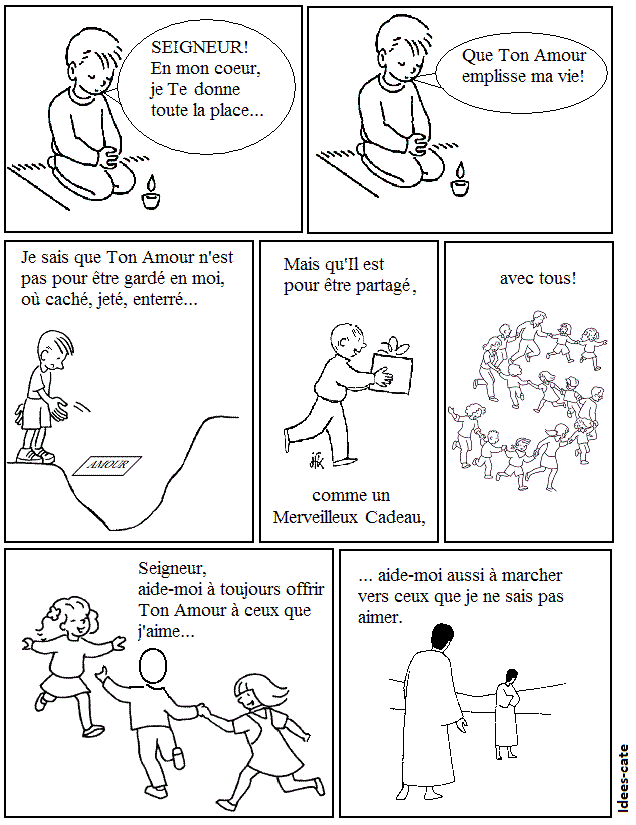 SEIGNEUR!
En mon coeur,
je Te donne
toute la place...
Que Ton Amour
emplisse ma vie!
Je sais que Ton Amour n'est
pas pour être gardé en moi,
où caché, jeté, enterré...
AMOUR
Mais qu'Il est
pour être partagé,
comme un
Merveilleux Cadeau,
avec tous!
Seigneur,
aide-moi à toujours offrir
Ton Amour à ceux que
j'aime...
... aide-moi aussi à marcher
vers ceux que je ne sais pas
aimer.
Idees-cate